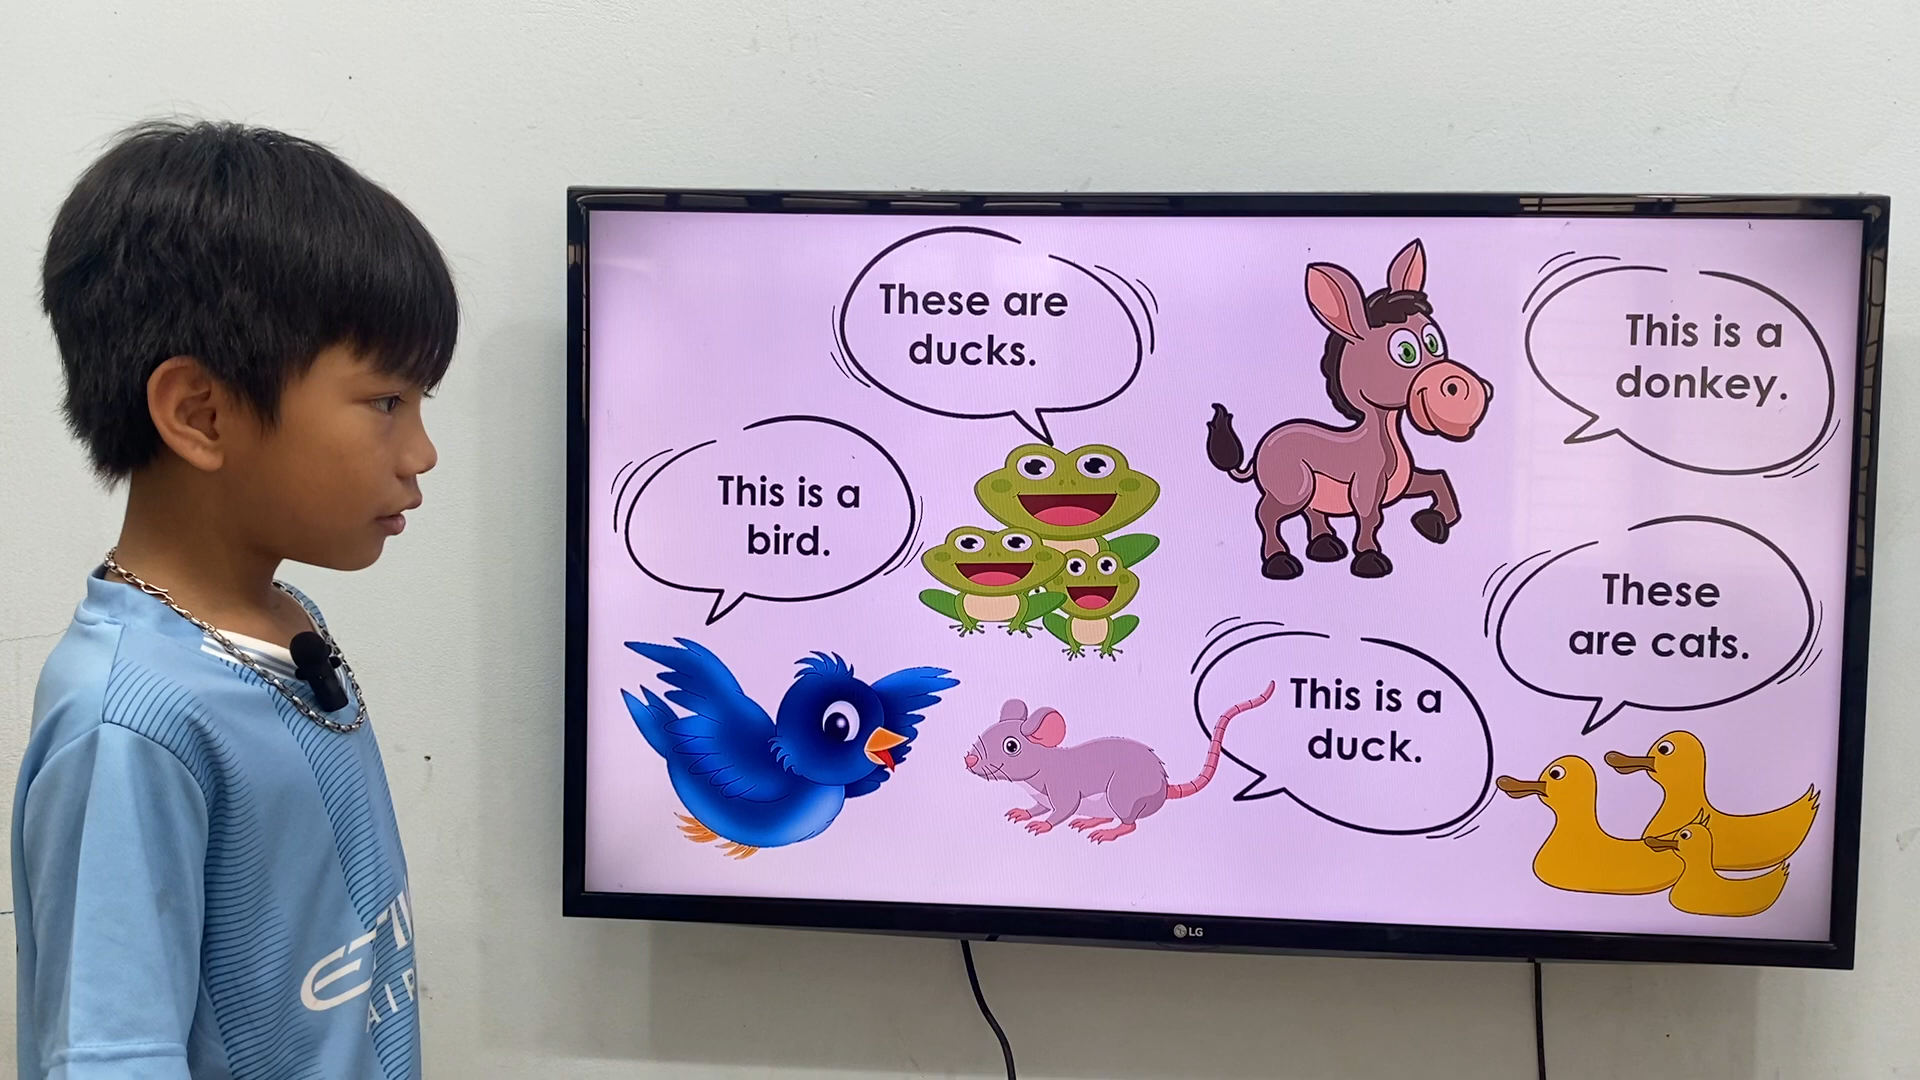 These are
ducks.
This is a
donkey.
This is a
bird.
These
are cats.
This is a
duck.
LG